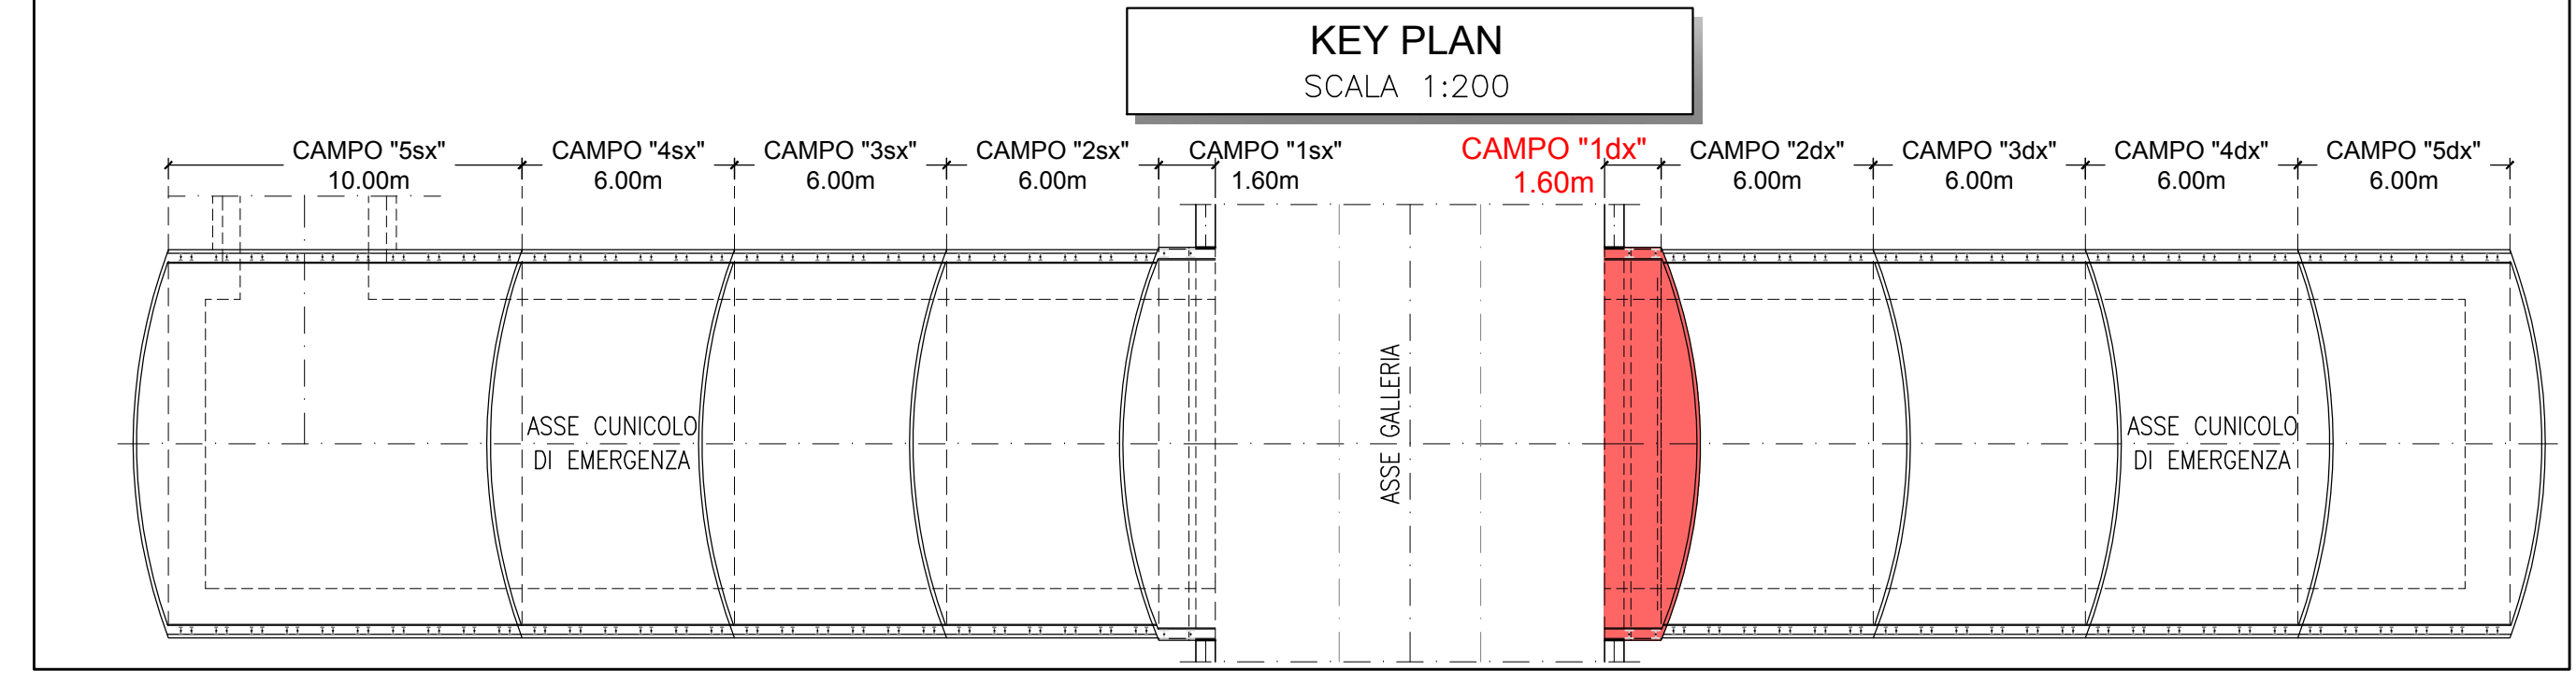 KEY PLAN
SCALA 1:200
CAMPO "5sx"
10.00m
CAMPO "4sx"
6.00m
CAMPO "3sx"
6.00m
CAMPO "2sx"
6.00m
CAMPO "1sx"
1.60m
CAMPO "1dx"
1.60m
CAMPO "2dx"
6.00m
CAMPO "3dx"
6.00m
CAMPO "4dx"
6.00m
CAMPO "5dx"
6.00m
ASSE CUNICOLO
DI EMERGENZA
ASSE GALLERIA
ASSE CUNICOLO
DI EMERGENZA